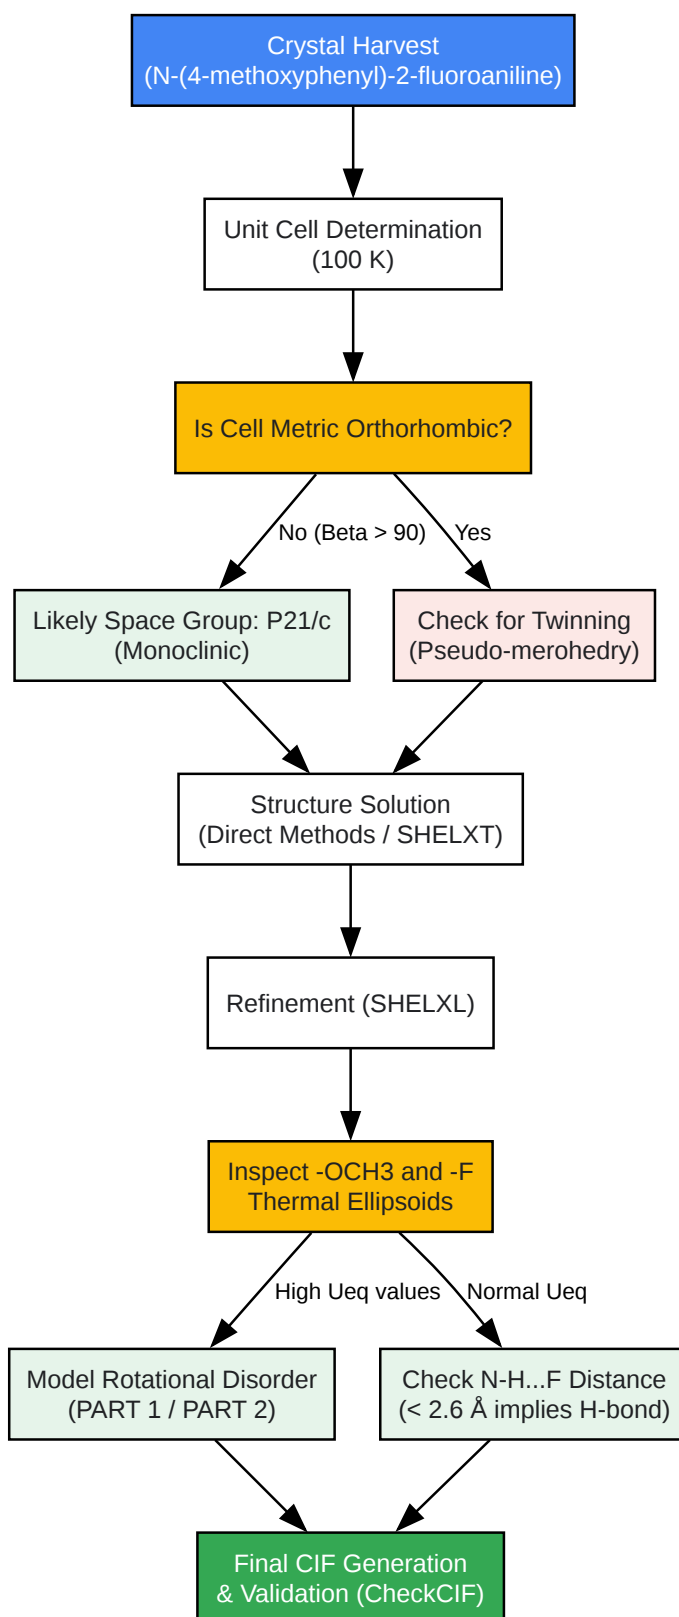 Crystal Harvest
(N-(4-methoxyphenyl)-2-fluoroaniline)
Unit Cell Determination
(100 K)
Is Cell Metric Orthorhombic?
No (Beta > 90)
Yes
Likely Space Group: P21/c
(Monoclinic)
Check for Twinning
(Pseudo-merohedry)
Structure Solution
(Direct Methods / SHELXT)
Refinement (SHELXL)
Inspect -OCH3 and -F
Thermal Ellipsoids
High Ueq values
Normal Ueq
Model Rotational Disorder
(PART 1 / PART 2)
Check N-H...F Distance
(< 2.6 Å implies H-bond)
Final CIF Generation
& Validation (CheckCIF)